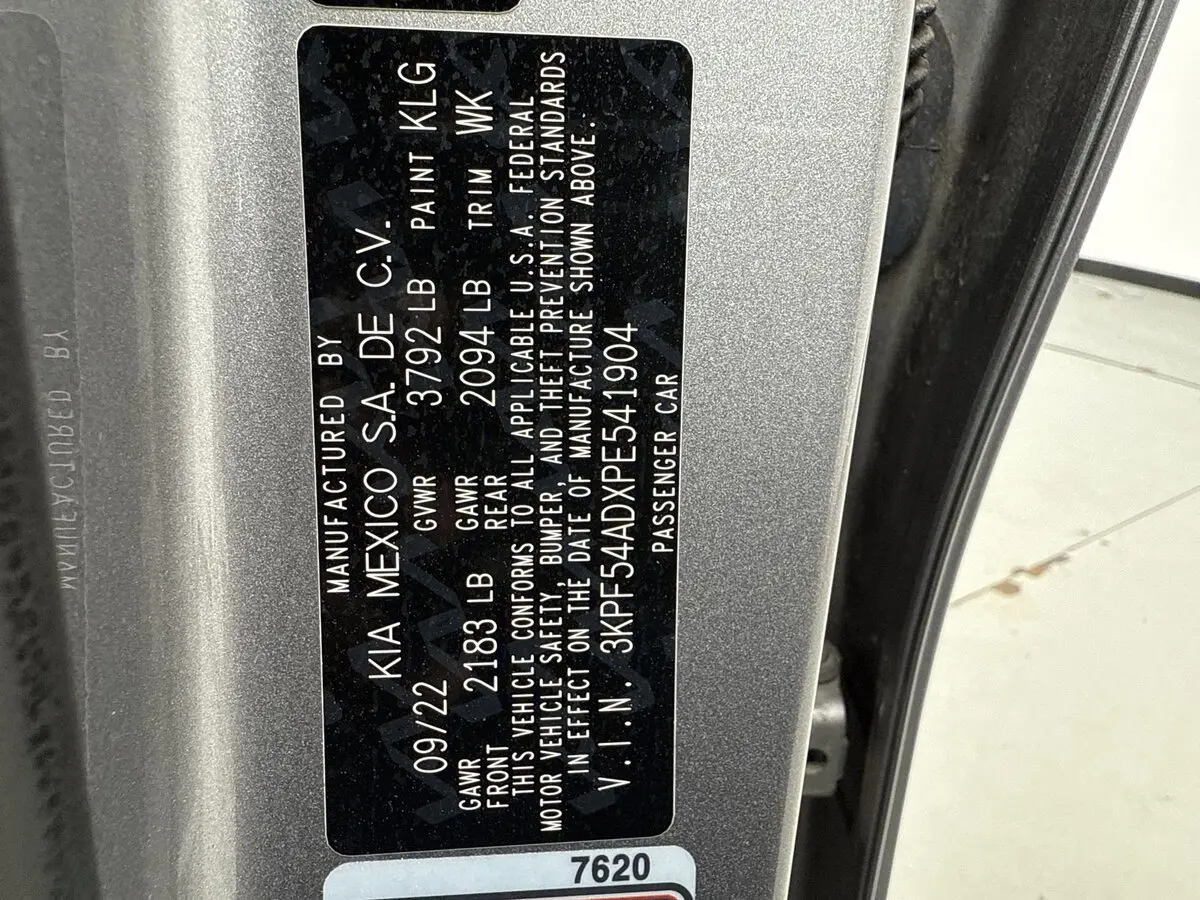 MANUFACTURED BY
KIA MEXICO S.A. DE C.V.
09/22 GVWR 3792 LB PAINT KLG
GAWR FRONT 2183 LB GAWR REAR 2094 LB TRIM WK
THIS VEHICLE CONFORMS TO ALL APPLICABLE U.S.A. FEDERAL
MOTOR VEHICLE SAFETY, BUMPER, AND THEFT PREVENTION STANDARDS
IN EFFECT ON THE DATE OF MANUFACTURE SHOWN ABOVE.
V.I.N. 3KPF54ADXPE541904
PASSENGER CAR
7620
MANUFACTURED BY